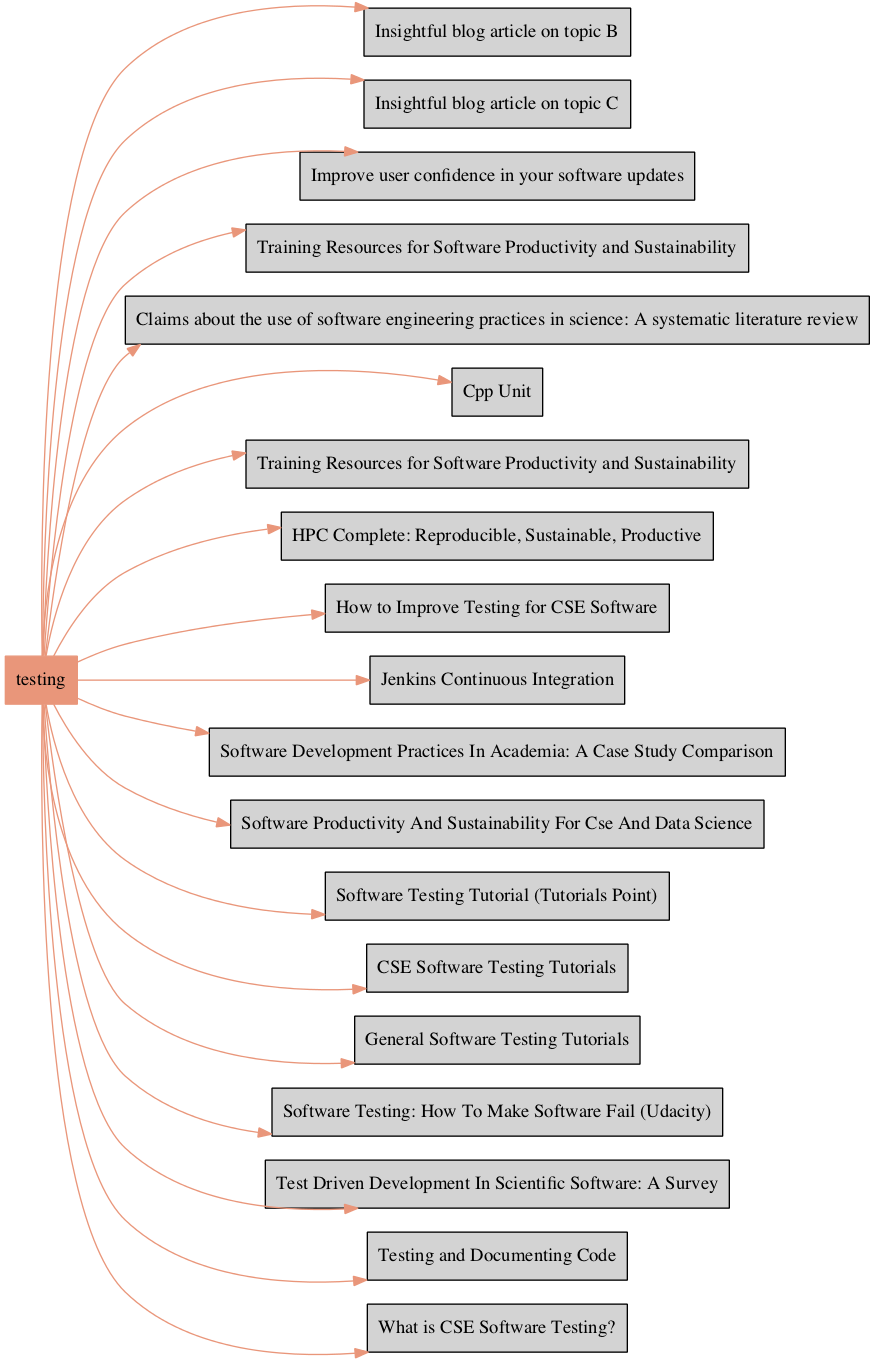 Insightful blog article on topic B
Insightful blog article on topic C
Improve user confidence in your software updates
Training Resources for Software Productivity and Sustainability
Claims about the use of software engineering practices in science: A systematic literature review
Cpp Unit
Training Resources for Software Productivity and Sustainability
HPC Complete: Reproducible, Sustainable, Productive
How to Improve Testing for CSE Software
testing
Jenkins Continuous Integration
Software Development Practices In Academia: A Case Study Comparison
Software Productivity And Sustainability For Cse And Data Science
Software Testing Tutorial (Tutorials Point)
CSE Software Testing Tutorials
General Software Testing Tutorials
Software Testing: How To Make Software Fail (Udacity)
Test Driven Development In Scientific Software: A Survey
Testing and Documenting Code
What is CSE Software Testing?